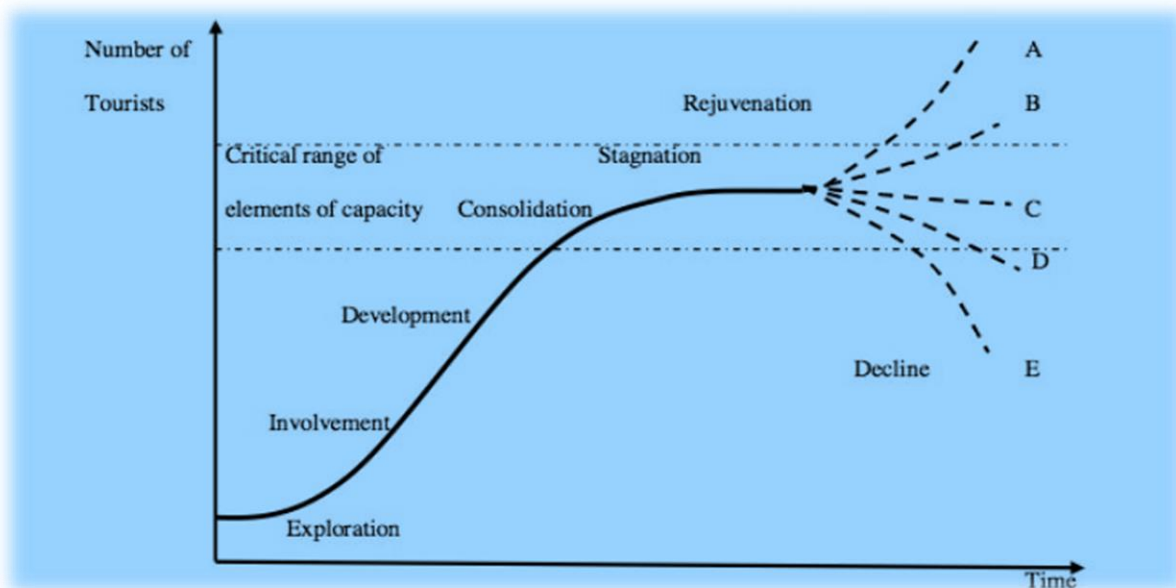 Number of
A
Tourists
Rejuvenation
B
Critical range of
Stagnation
elements of capacity
Consolidation
C
D
Development
Decline
E
Involvement
Exploration
Time